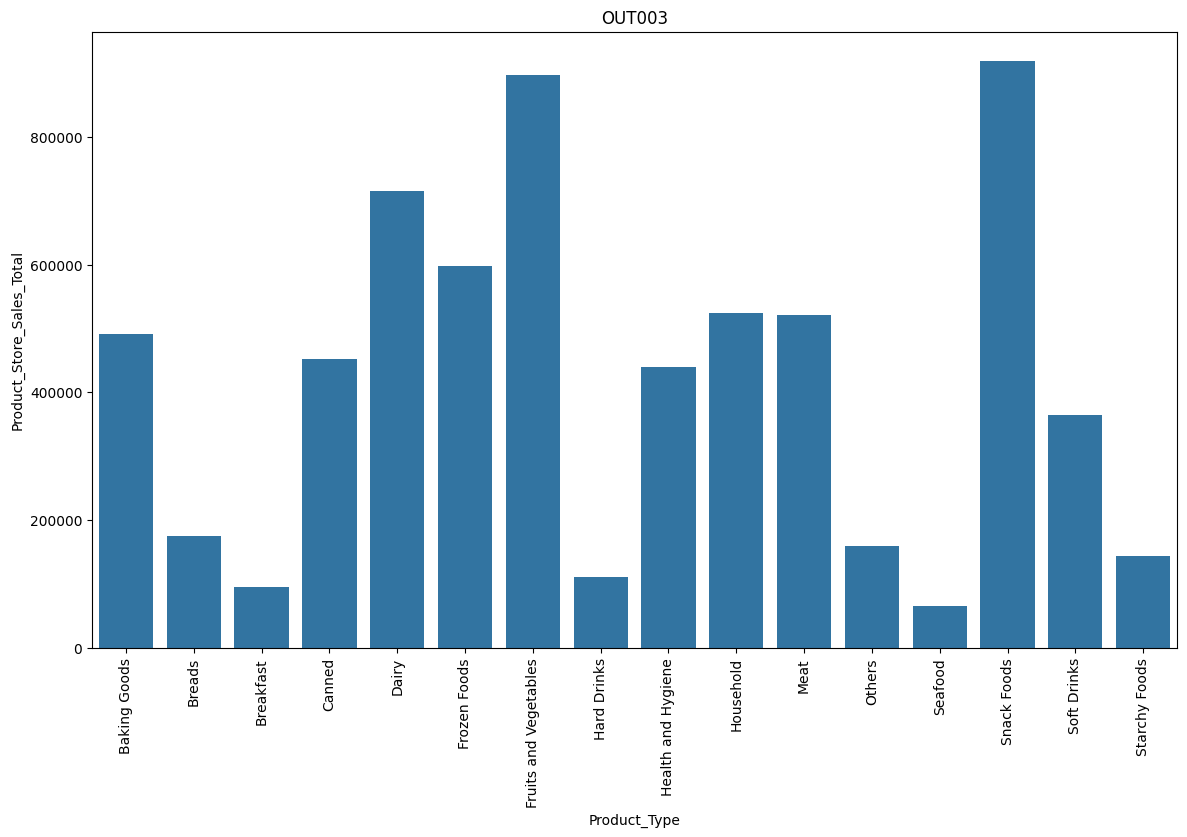 OUT003
Product_Store_Sales_Total
800000
600000
400000
200000
0
Baking Goods
Breads
Breakfast
Canned
Dairy
Frozen Foods
Fruits and Vegetables
Hard Drinks
Health and Hygiene
Household
Meat
Others
Seafood
Snack Foods
Soft Drinks
Starchy Foods
Product_Type